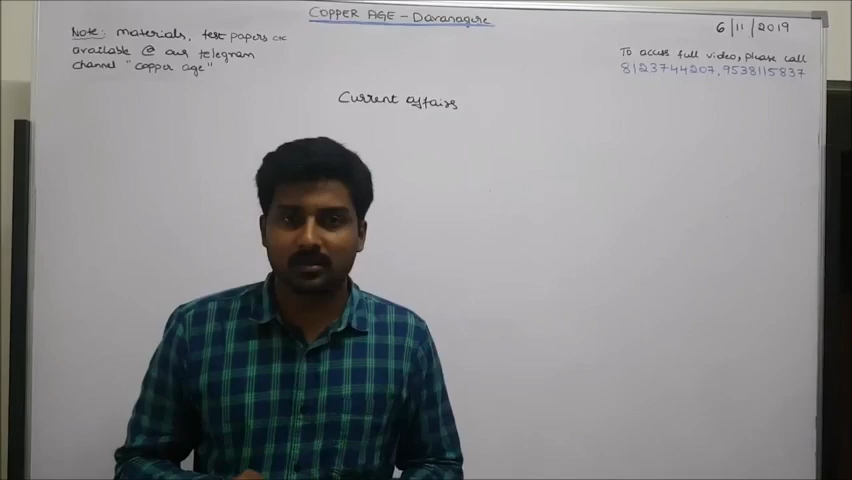 COPPER AGE - Davanagire
6/11/2019
Note: materials, test papers etc
available @ our telegram
channel "copper age"
To access full video, please call
8123744207, 9538115837
Current affairs